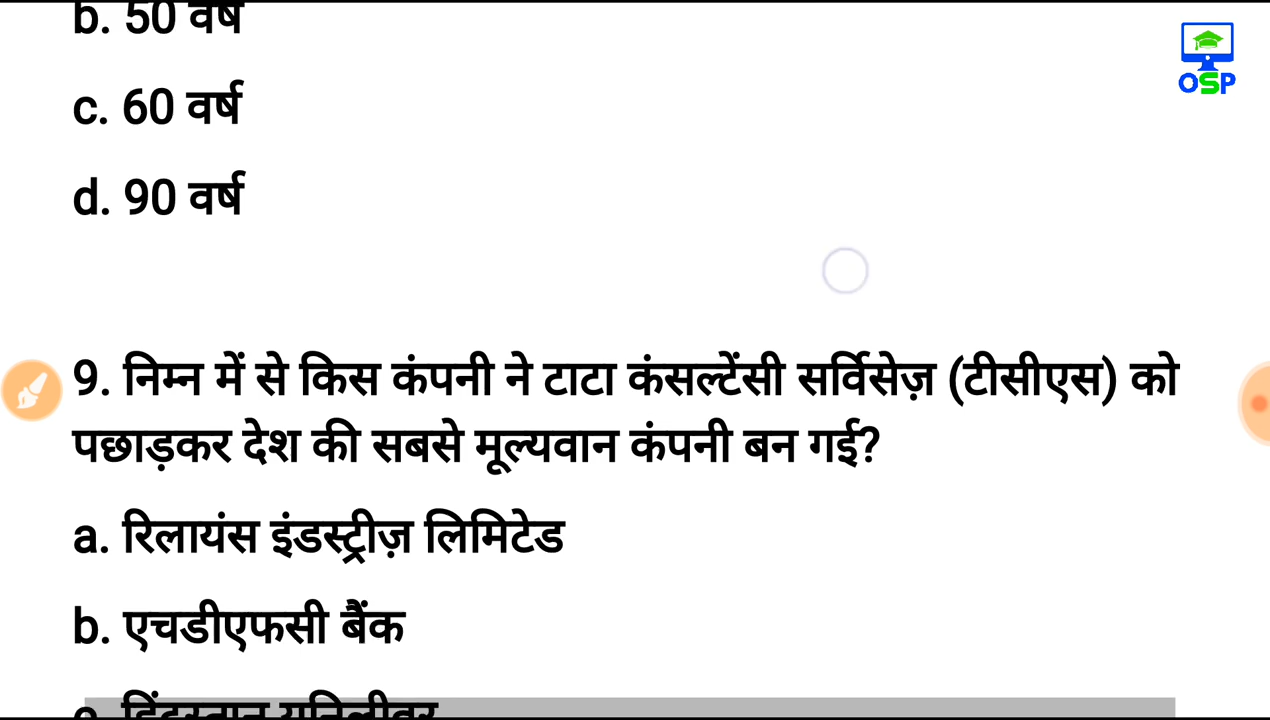 b. 50 वर्ष
OSP
c. 60 वर्ष
d. 90 वर्ष
9. निम्न में से किस कंपनी ने टाटा कंसल्टेंसी सर्विसेज़ (टीसीएस) को
पछाड़कर देश की सबसे मूल्यवान कंपनी बन गई?
a. रिलायंस इंडस्ट्रीज़ लिमिटेड
b. एचडीएफसी बैंक
c. हिंदुस्तान यूनिलीवर